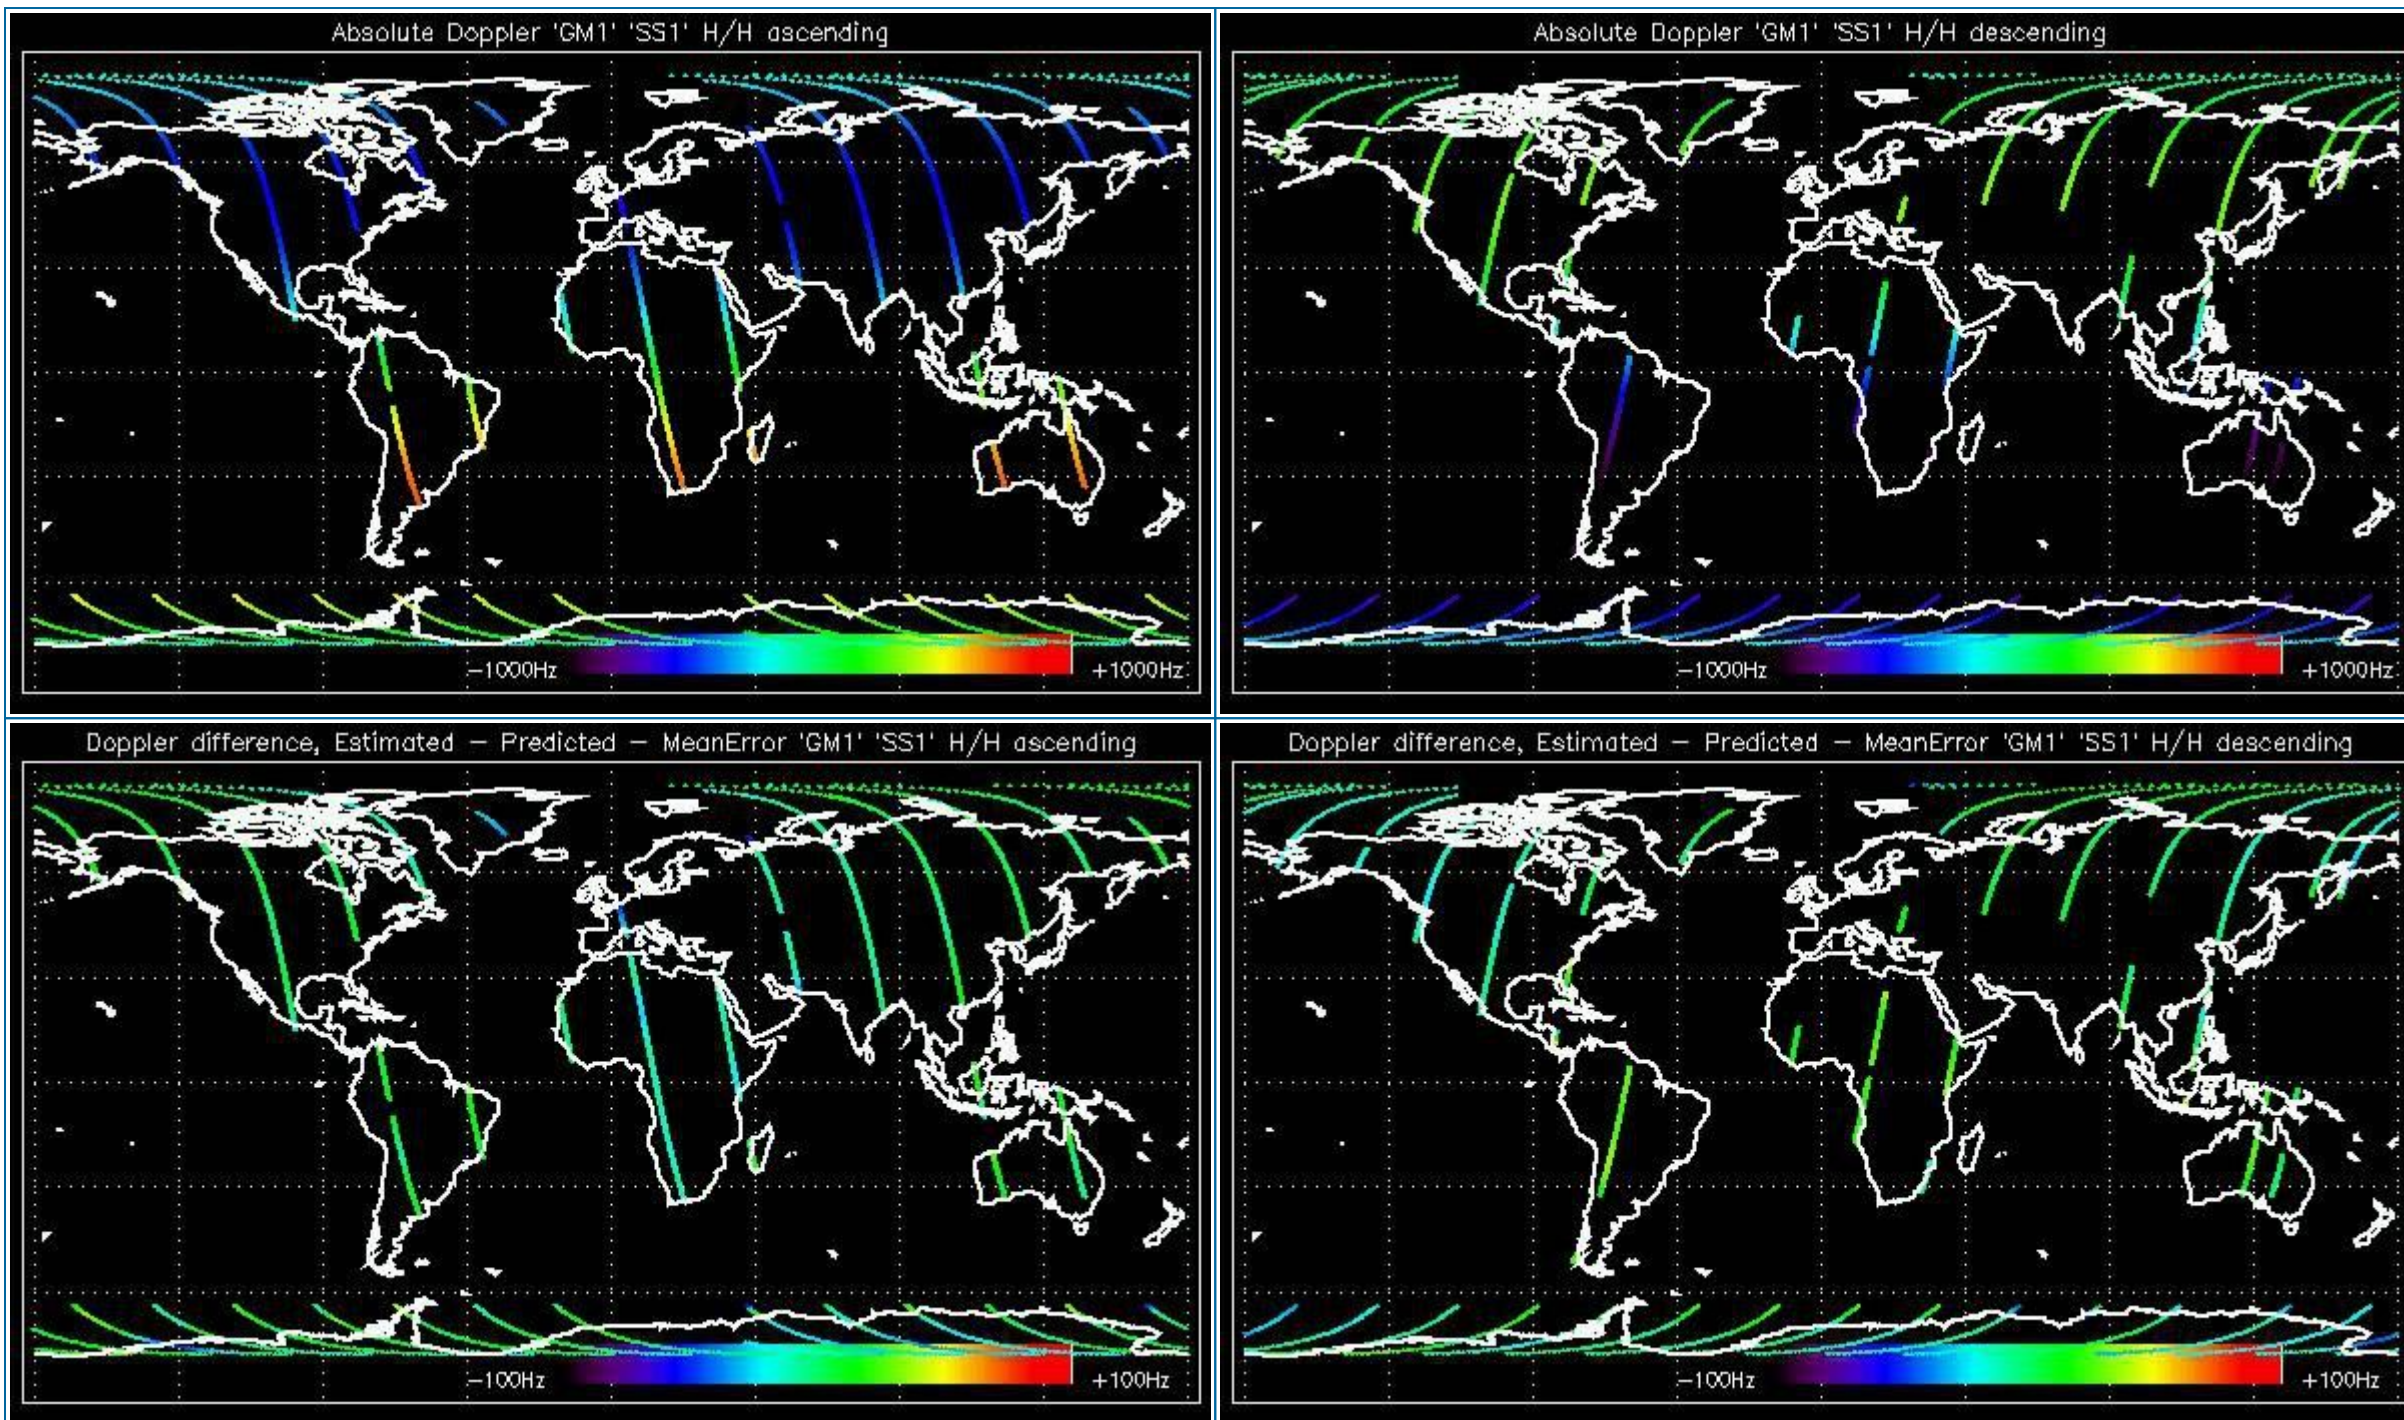 Absolute Doppler 'GM1' 'SS1' H/H ascending
-1000Hz
+1000Hz
Absolute Doppler 'GM1' 'SS1' H/H descending
-1000Hz
+1000Hz
Doppler difference, Estimated - Predicted - MeanError 'GM1' 'SS1' H/H ascending
-100Hz
+100Hz
Doppler difference, Estimated - Predicted - MeanError 'GM1' 'SS1' H/H descending
-100Hz
+100Hz